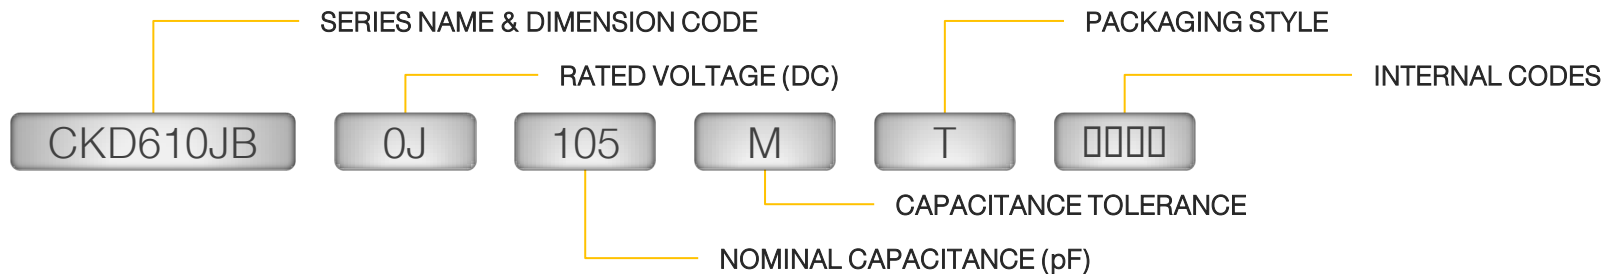 SERIES NAME & DIMENSION CODE
PACKAGING STYLE
RATED VOLTAGE (DC)
INTERNAL CODES
CKD610JB 0J 105 M T ▯▯▯▯
CAPACITANCE TOLERANCE
NOMINAL CAPACITANCE (pF)